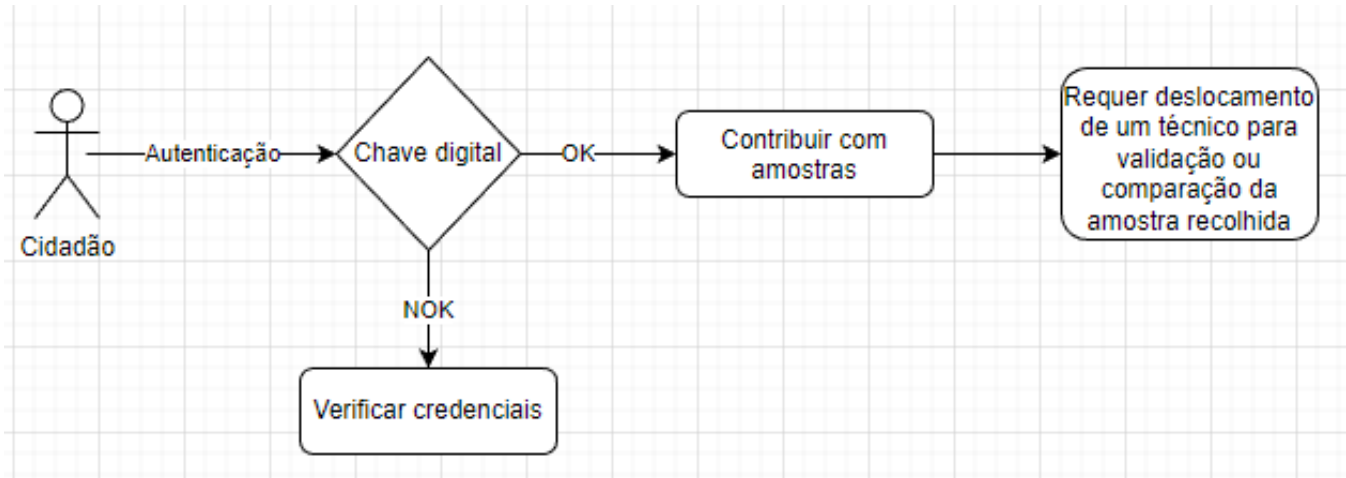 Cidadão
Autenticação
Chave digital
OK
NOK
Verificar credenciais
Contribuir com
amostras
Requer deslocamento
de um técnico para
validação ou
comparação da
amostra recolhida